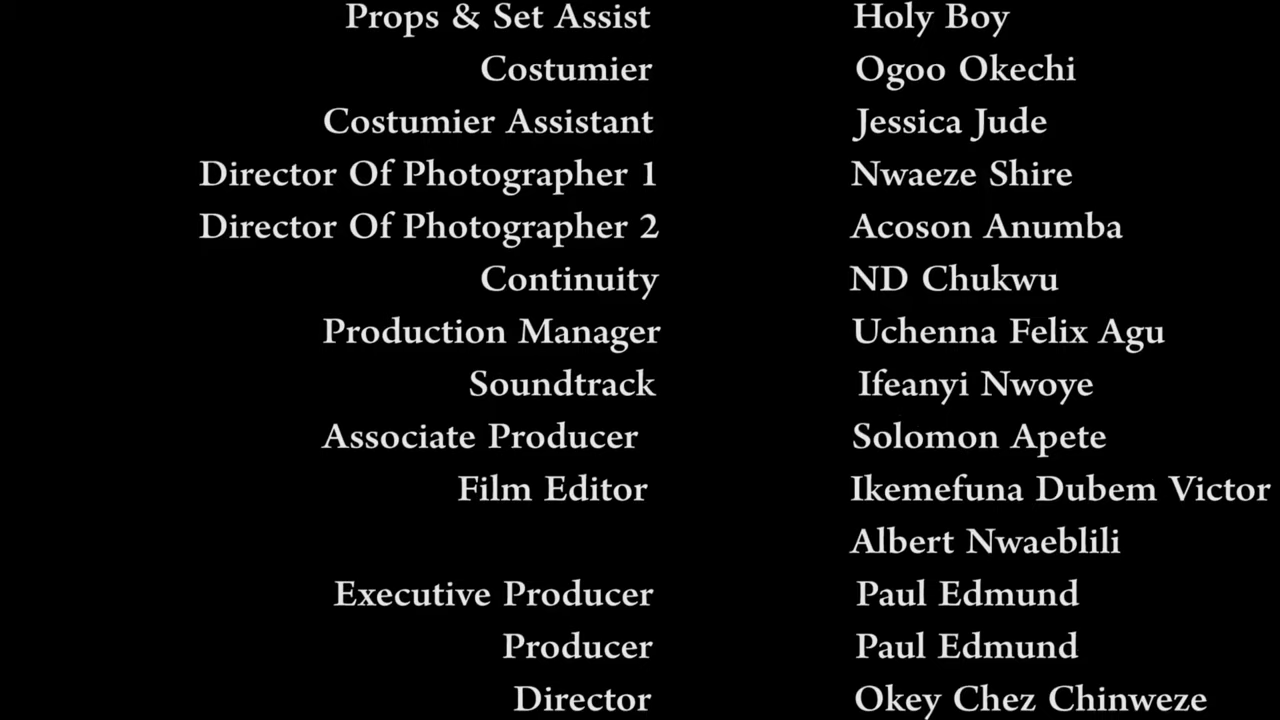 Props & Set Assist Holy Boy
Costumier Ogoo Okechi
Costumier Assistant Jessica Jude
Director Of Photographer 1 Nwaeze Shire
Director Of Photographer 2 Acoson Anumba
Continuity ND Chukwu
Production Manager Uchenna Felix Agu
Soundtrack Ifeanyi Nwoye
Associate Producer Solomon Apete
Film Editor Ikemefuna Dubem Victor
Albert Nwaeblili
Executive Producer Paul Edmund
Producer Paul Edmund
Director Okey Chez Chinweze